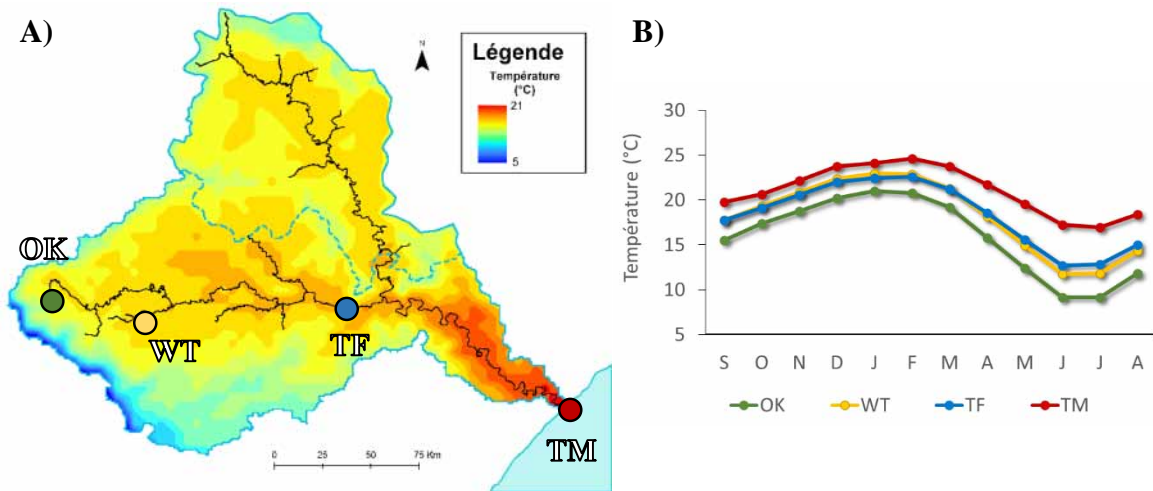 A)
N
Légende
Température
(°C)
21
5
OK
WT
TF
TM
0 25 50 75 Km
B)
Température (°C)
30
25
20
15
10
5
S O N D J F M A M J J A
OK WT TF TM